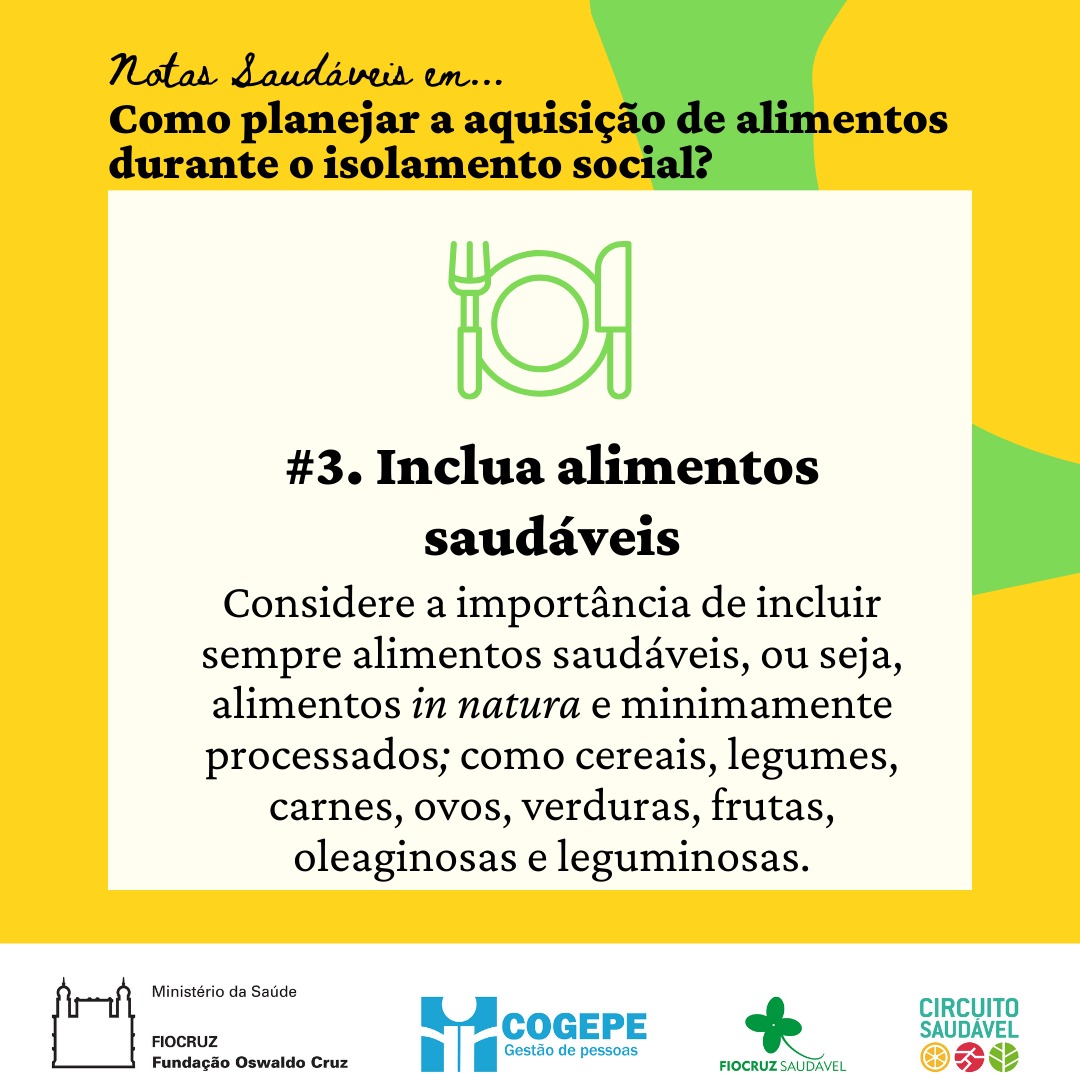 Notas Saudáveis em...
Como planejar a aquisição de alimentos
durante o isolamento social?
#3. Inclua alimentos
saudáveis
Considere a importância de incluir
sempre alimentos saudáveis, ou seja,
alimentos in natura e minimamente
processados; como cereais, legumes,
carnes, ovos, verduras, frutas,
oleaginosas e leguminosas.
Ministério da Saúde
FIOCRUZ
Fundação Oswaldo Cruz
COGEPE
Gestão de pessoas
FIOCRUZ SAUDAVEL
CIRCUITO
SAUDÁVEL